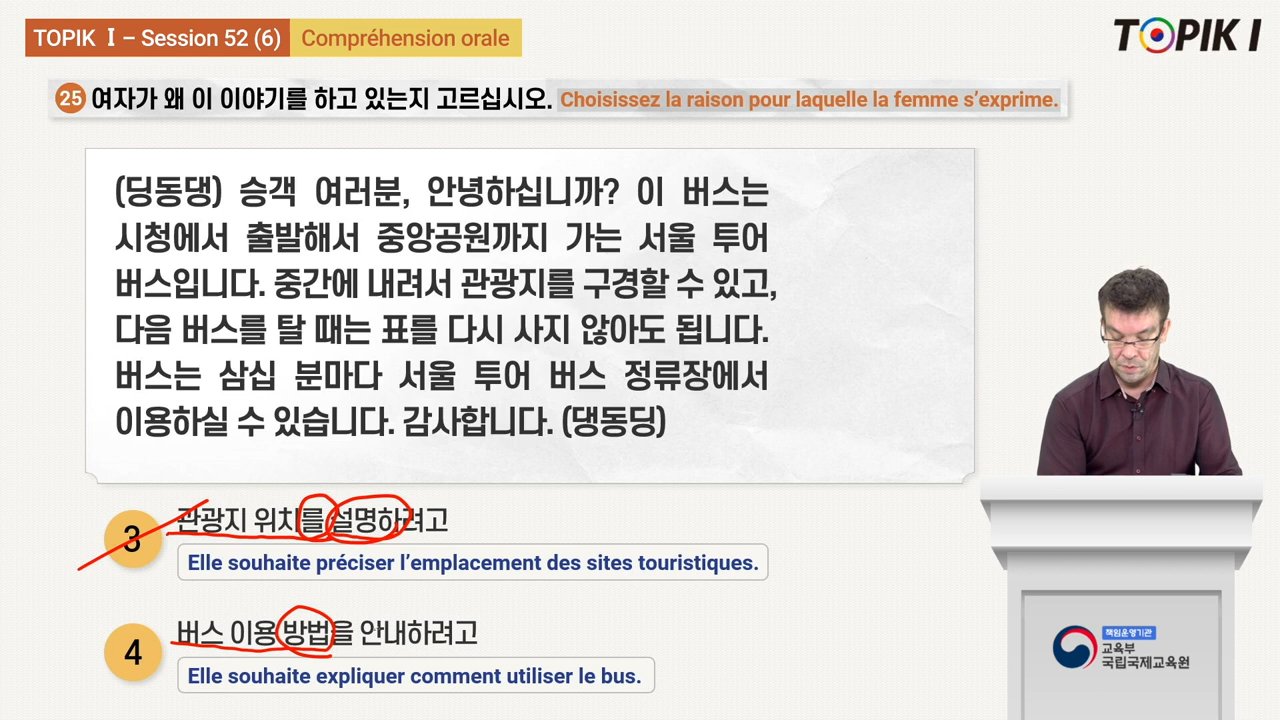 TOPIK I – Session 52 (6) Compréhension orale
TOPIK I
25 여자가 왜 이 이야기를 하고 있는지 고르십시오. Choisissez la raison pour laquelle la femme s'exprime.
(딩동댕) 승객 여러분, 안녕하십니까? 이 버스는
시청에서 출발해서 중앙공원까지 가는 서울 투어
버스입니다. 중간에 내려서 관광지를 구경할 수 있고,
다음 버스를 탈 때는 표를 다시 사지 않아도 됩니다.
버스는 삼십 분마다 서울 투어 버스 정류장에서
이용하실 수 있습니다. 감사합니다. (댕동딩)
3 관광지 위치를 설명하려고
Elle souhaite préciser l'emplacement des sites touristiques.
4 버스 이용 방법을 안내하려고
Elle souhaite expliquer comment utiliser le bus.
책임운영기관
교육부
국립국제교육원